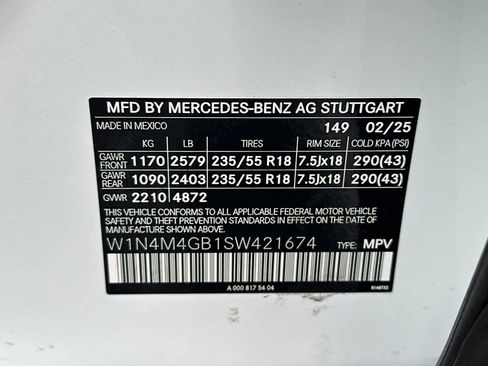 MFD BY MERCEDES-BENZ AG STUTTGART
MADE IN MEXICO 149 02/25
KG LB TIRES RIM SIZE COLD KPA (PSI)
GAWR FRONT 1170 2579 235/55 R18 7.5Jx18 290(43)
GAWR REAR 1090 2403 235/55 R18 7.5Jx18 290(43)
GVWR 2210 4872
THIS VEHICLE CONFORMS TO ALL APPLICABLE FEDERAL MOTOR VEHICLE
SAFETY AND THEFT PREVENTION STANDARDS IN EFFECT ON THE DATE OF
MANUFACTURE SHOWN ABOVE.
W1N4M4GB1SW421674 TYPE: MPV
A 000 817 54 04